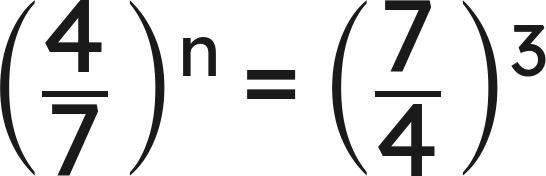 (4/7)ⁿ = (7/4)³